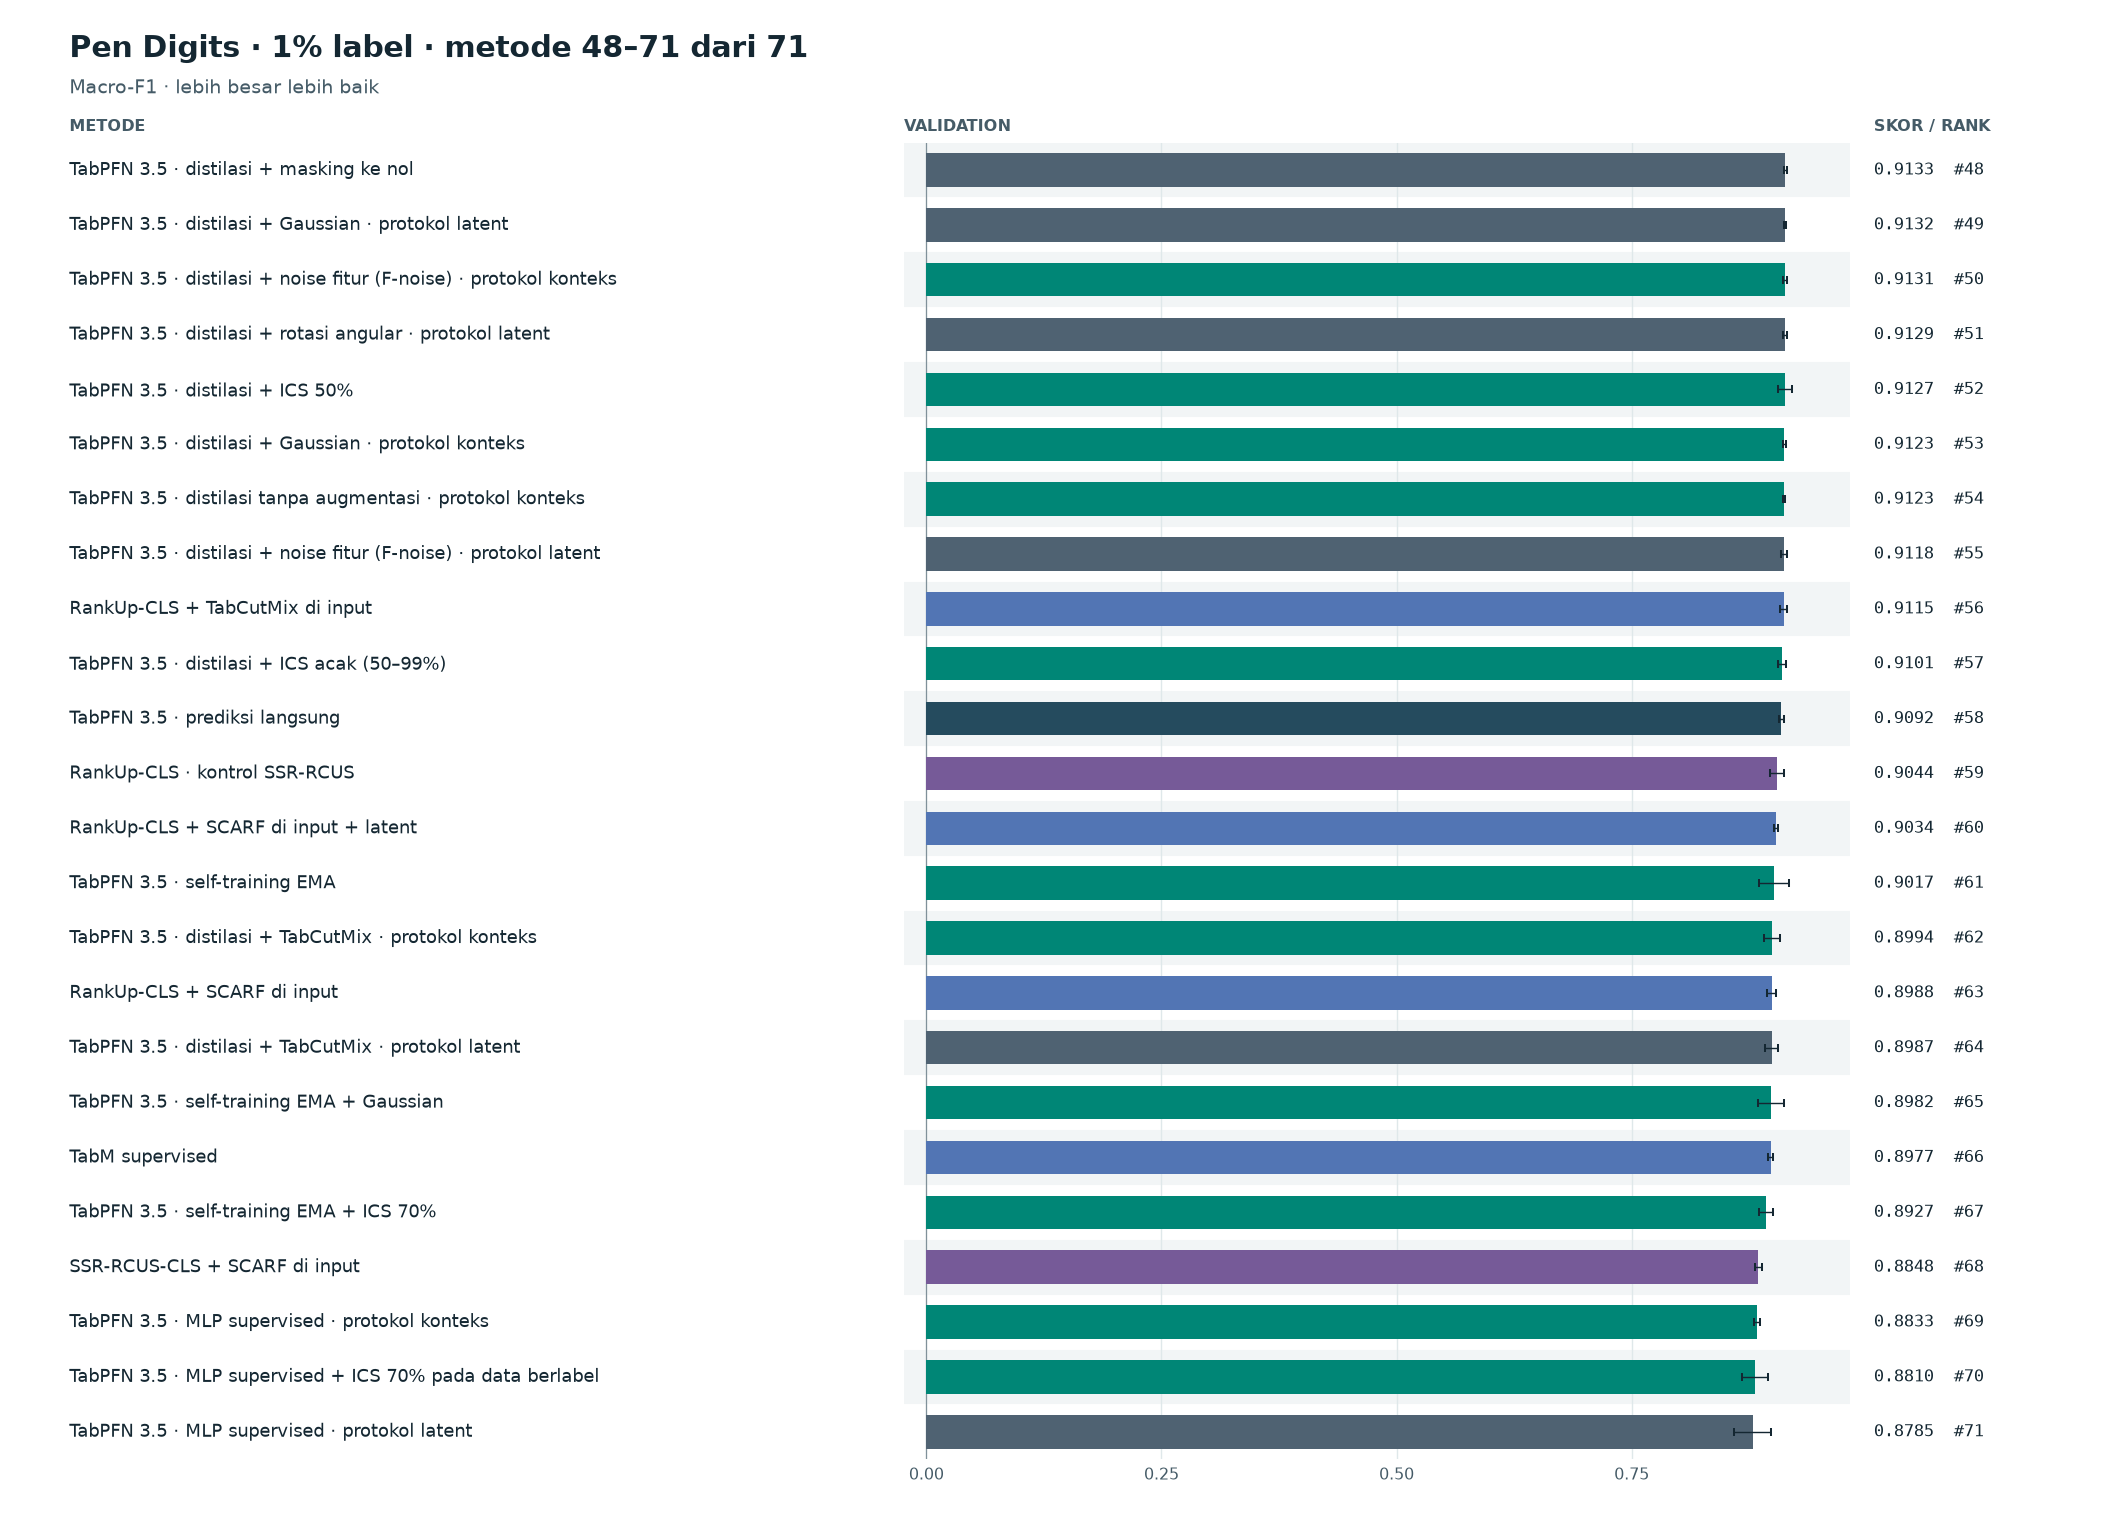 Pen Digits · 1% label · metode 48–71 dari 71
Macro-F1 · lebih besar lebih baik
METODE VALIDATION SKOR / RANK
TabPFN 3.5 · distilasi + masking ke nol 0.9133 #48
TabPFN 3.5 · distilasi + Gaussian · protokol latent 0.9132 #49
TabPFN 3.5 · distilasi + noise fitur (F-noise) · protokol konteks 0.9131 #50
TabPFN 3.5 · distilasi + rotasi angular · protokol latent 0.9129 #51
TabPFN 3.5 · distilasi + ICS 50% 0.9127 #52
TabPFN 3.5 · distilasi + Gaussian · protokol konteks 0.9123 #53
TabPFN 3.5 · distilasi tanpa augmentasi · protokol konteks 0.9123 #54
TabPFN 3.5 · distilasi + noise fitur (F-noise) · protokol latent 0.9118 #55
RankUp-CLS + TabCutMix di input 0.9115 #56
TabPFN 3.5 · distilasi + ICS acak (50–99%) 0.9101 #57
TabPFN 3.5 · prediksi langsung 0.9092 #58
RankUp-CLS · kontrol SSR-RCUS 0.9044 #59
RankUp-CLS + SCARF di input + latent 0.9034 #60
TabPFN 3.5 · self-training EMA 0.9017 #61
TabPFN 3.5 · distilasi + TabCutMix · protokol konteks 0.8994 #62
RankUp-CLS + SCARF di input 0.8988 #63
TabPFN 3.5 · distilasi + TabCutMix · protokol latent 0.8987 #64
TabPFN 3.5 · self-training EMA + Gaussian 0.8982 #65
TabM supervised 0.8977 #66
TabPFN 3.5 · self-training EMA + ICS 70% 0.8927 #67
SSR-RCUS-CLS + SCARF di input 0.8848 #68
TabPFN 3.5 · MLP supervised · protokol konteks 0.8833 #69
TabPFN 3.5 · MLP supervised + ICS 70% pada data berlabel 0.8810 #70
TabPFN 3.5 · MLP supervised · protokol latent 0.8785 #71
0.00 0.25 0.50 0.75